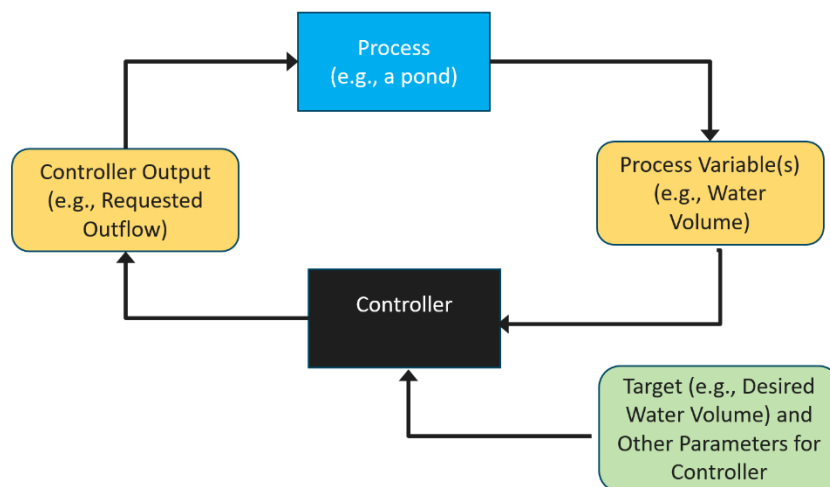 Process
(e.g., a pond)
Controller Output
(e.g., Requested
Outflow)
Process Variable(s)
(e.g., Water
Volume)
Controller
Target (e.g., Desired
Water Volume) and
Other Parameters for
Controller